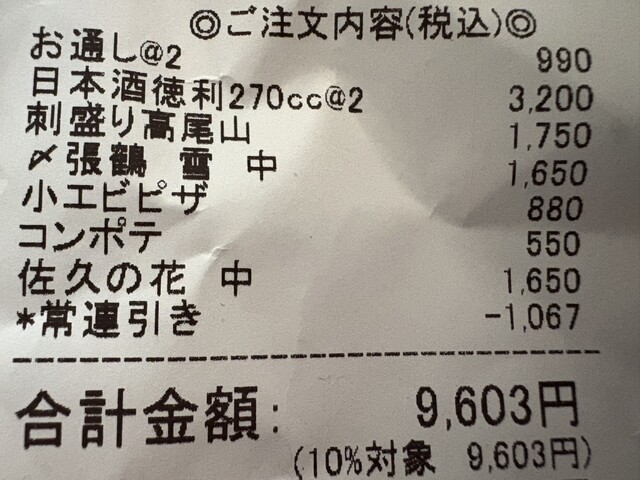 ◎ご注文内容(税込)◎
お通し@2 990
日本酒徳利270cc@2 3,200
刺盛り高尾山 1,750
〆張鶴 雪 中 1,650
小エビピザ 880
コンポテ 550
佐久の花 中 1,650
*常連引き -1,067
合計金額: 9,603円
(10%対象 9,603円)